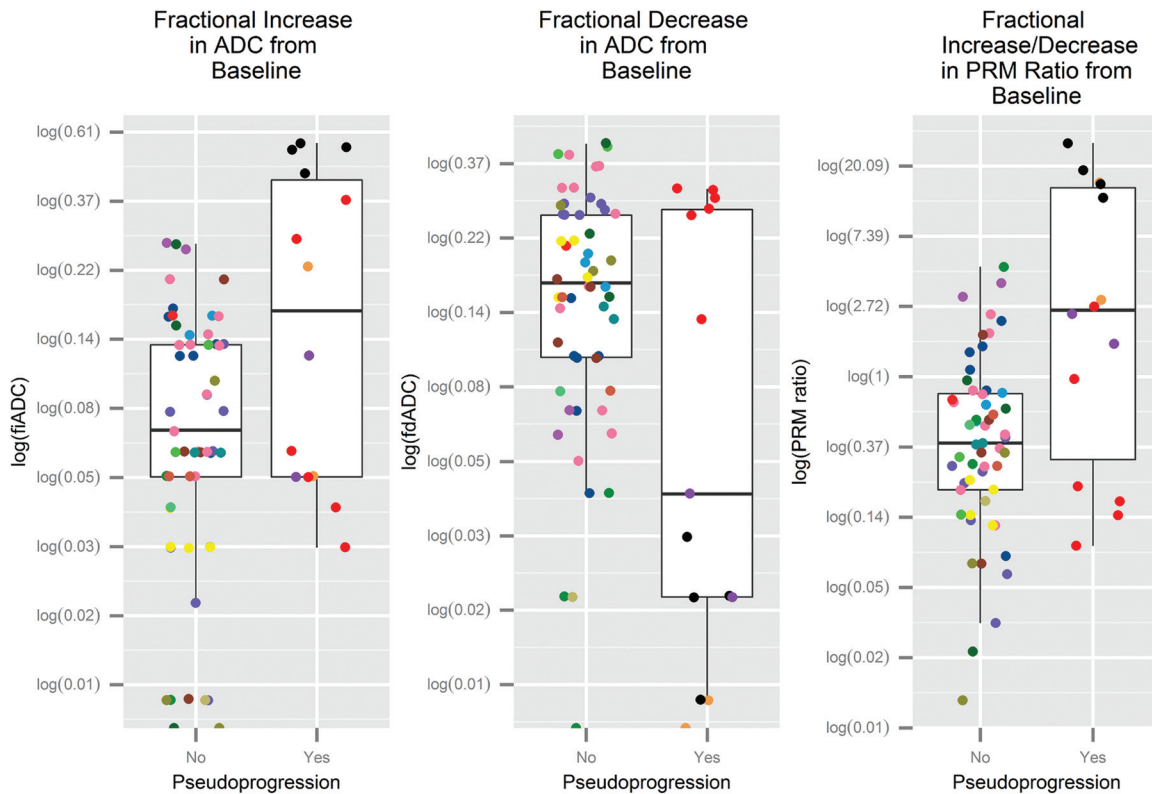 Fractional Increase
in ADC from
Baseline
log(fiADC)
log(0.61)
log(0.37)
log(0.22)
log(0.14)
log(0.08)
log(0.05)
log(0.03)
log(0.02)
log(0.01)
No
Yes
Pseudoprogression
Fractional Decrease
in ADC from
Baseline
log(fdADC)
log(0.37)
log(0.22)
log(0.14)
log(0.08)
log(0.05)
log(0.03)
log(0.02)
log(0.01)
No
Yes
Pseudoprogression
Fractional
Increase/Decrease
in PRM Ratio from
Baseline
log(PRM ratio)
log(20.09)
log(7.39)
log(2.72)
log(1)
log(0.37)
log(0.14)
log(0.05)
log(0.02)
log(0.01)
No
Yes
Pseudoprogression